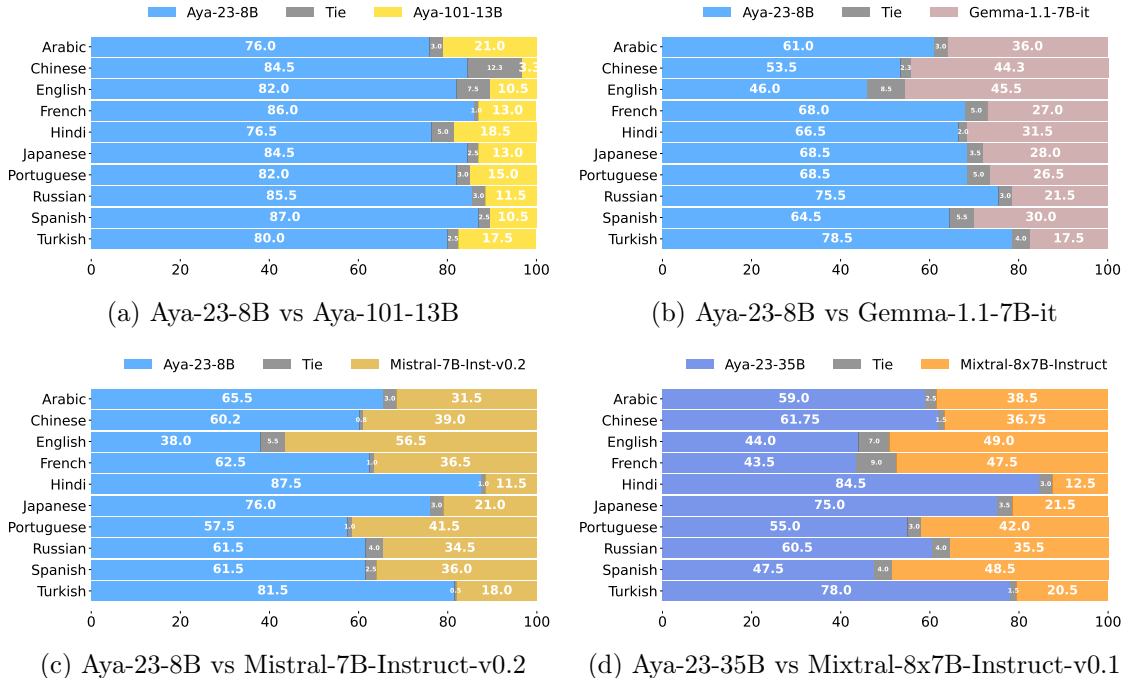 Aya-23-8B Tie Aya-101-13B
Arabic 76.0 3.0 21.0
Chinese 84.5 12.3 3.3
English 82.0 7.5 10.5
French 86.0 1.0 13.0
Hindi 76.5 5.0 18.5
Japanese 84.5 2.5 13.0
Portuguese 82.0 3.0 15.0
Russian 85.5 3.0 11.5
Spanish 87.0 2.5 10.5
Turkish 80.0 2.5 17.5
0 20 40 60 80 100
(a) Aya-23-8B vs Aya-101-13B
Aya-23-8B Tie Gemma-1.1-7B-it
Arabic 61.0 3.0 36.0
Chinese 53.5 2.3 44.3
English 46.0 8.5 45.5
French 68.0 5.0 27.0
Hindi 66.5 2.0 31.5
Japanese 68.5 3.5 28.0
Portuguese 68.5 5.0 26.5
Russian 75.5 3.0 21.5
Spanish 64.5 5.5 30.0
Turkish 78.5 4.0 17.5
0 20 40 60 80 100
(b) Aya-23-8B vs Gemma-1.1-7B-it
Aya-23-8B Tie Mistral-7B-Inst-v0.2
Arabic 65.5 3.0 31.5
Chinese 60.2 0.8 39.0
English 38.0 5.5 56.5
French 62.5 1.0 36.5
Hindi 87.5 1.0 11.5
Japanese 76.0 3.0 21.0
Portuguese 57.5 1.0 41.5
Russian 61.5 4.0 34.5
Spanish 61.5 2.5 36.0
Turkish 81.5 0.5 18.0
0 20 40 60 80 100
(c) Aya-23-8B vs Mistral-7B-Instruct-v0.2
Aya-23-35B Tie Mixtral-8x7B-Instruct
Arabic 59.0 2.5 38.5
Chinese 61.75 1.5 36.75
English 44.0 7.0 49.0
French 43.5 9.0 47.5
Hindi 84.5 3.0 12.5
Japanese 75.0 3.5 21.5
Portuguese 55.0 3.0 42.0
Russian 60.5 4.0 35.5
Spanish 47.5 4.0 48.5
Turkish 78.0 1.5 20.5
0 20 40 60 80 100
(d) Aya-23-35B vs Mixtral-8x7B-Instruct-v0.1